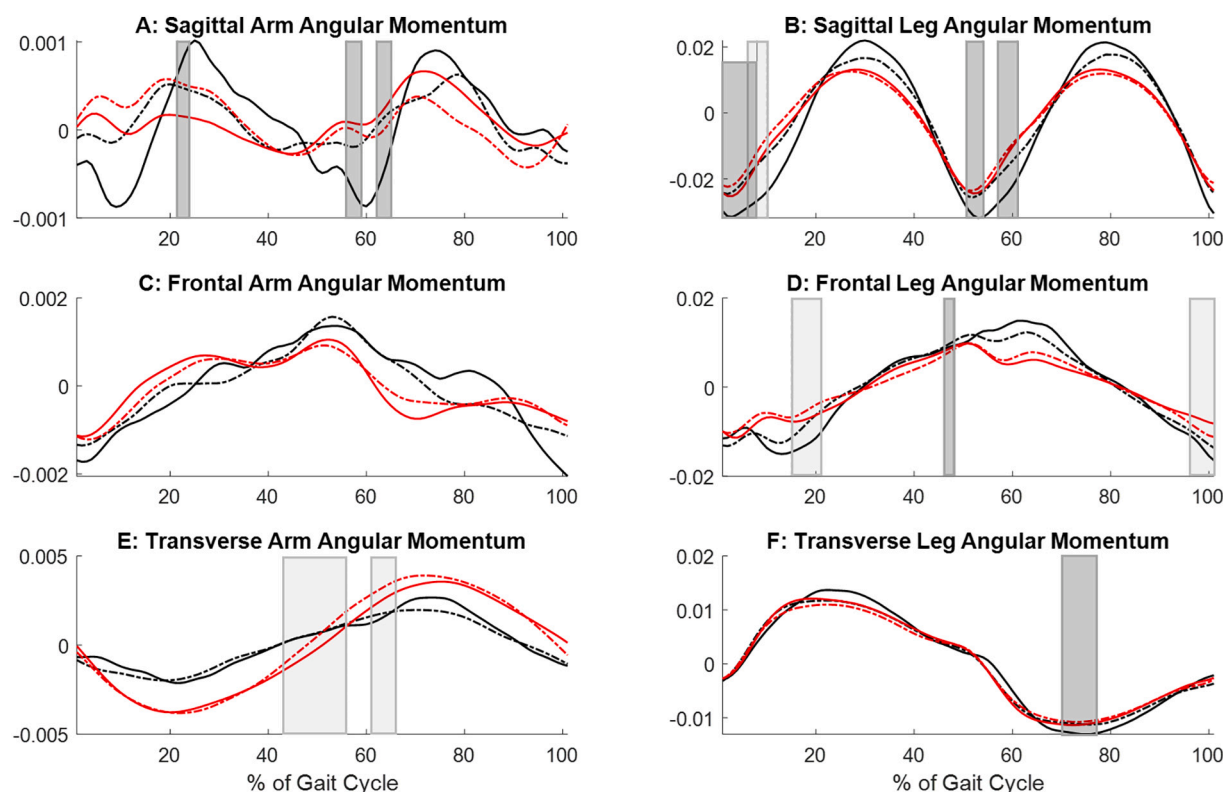 A: Sagittal Arm Angular Momentum
0.001
0
-0.001
20 40 60 80 100
B: Sagittal Leg Angular Momentum
0.02
0
-0.02
20 40 60 80 100
C: Frontal Arm Angular Momentum
0.002
0
-0.002
20 40 60 80 100
D: Frontal Leg Angular Momentum
0.02
0
-0.02
20 40 60 80 100
E: Transverse Arm Angular Momentum
0.005
0
-0.005
20 40 60 80 100
% of Gait Cycle
F: Transverse Leg Angular Momentum
0.02
0.01
0
-0.01
20 40 60 80 100
% of Gait Cycle